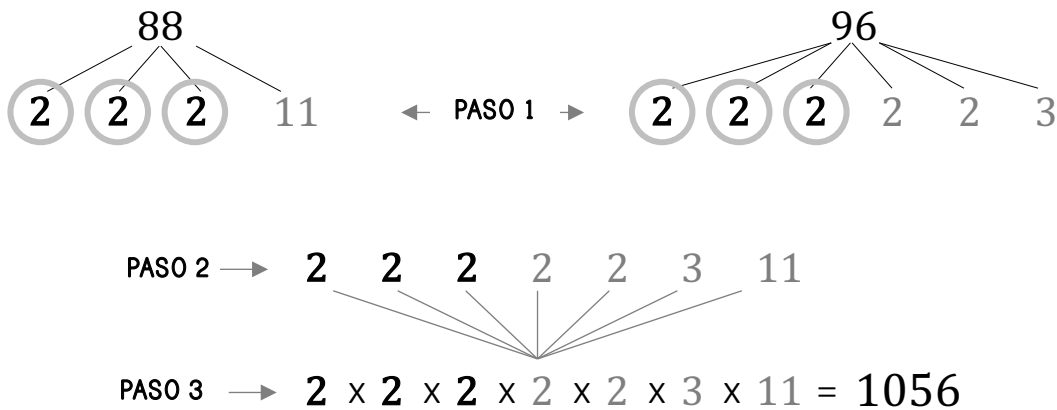 88 96
2 2 2 11 PASO 1 2 2 2 2 2 3
PASO 2 2 2 2 2 2 3 11
PASO 3 2 x 2 x 2 x 2 x 2 x 3 x 11 = 1056